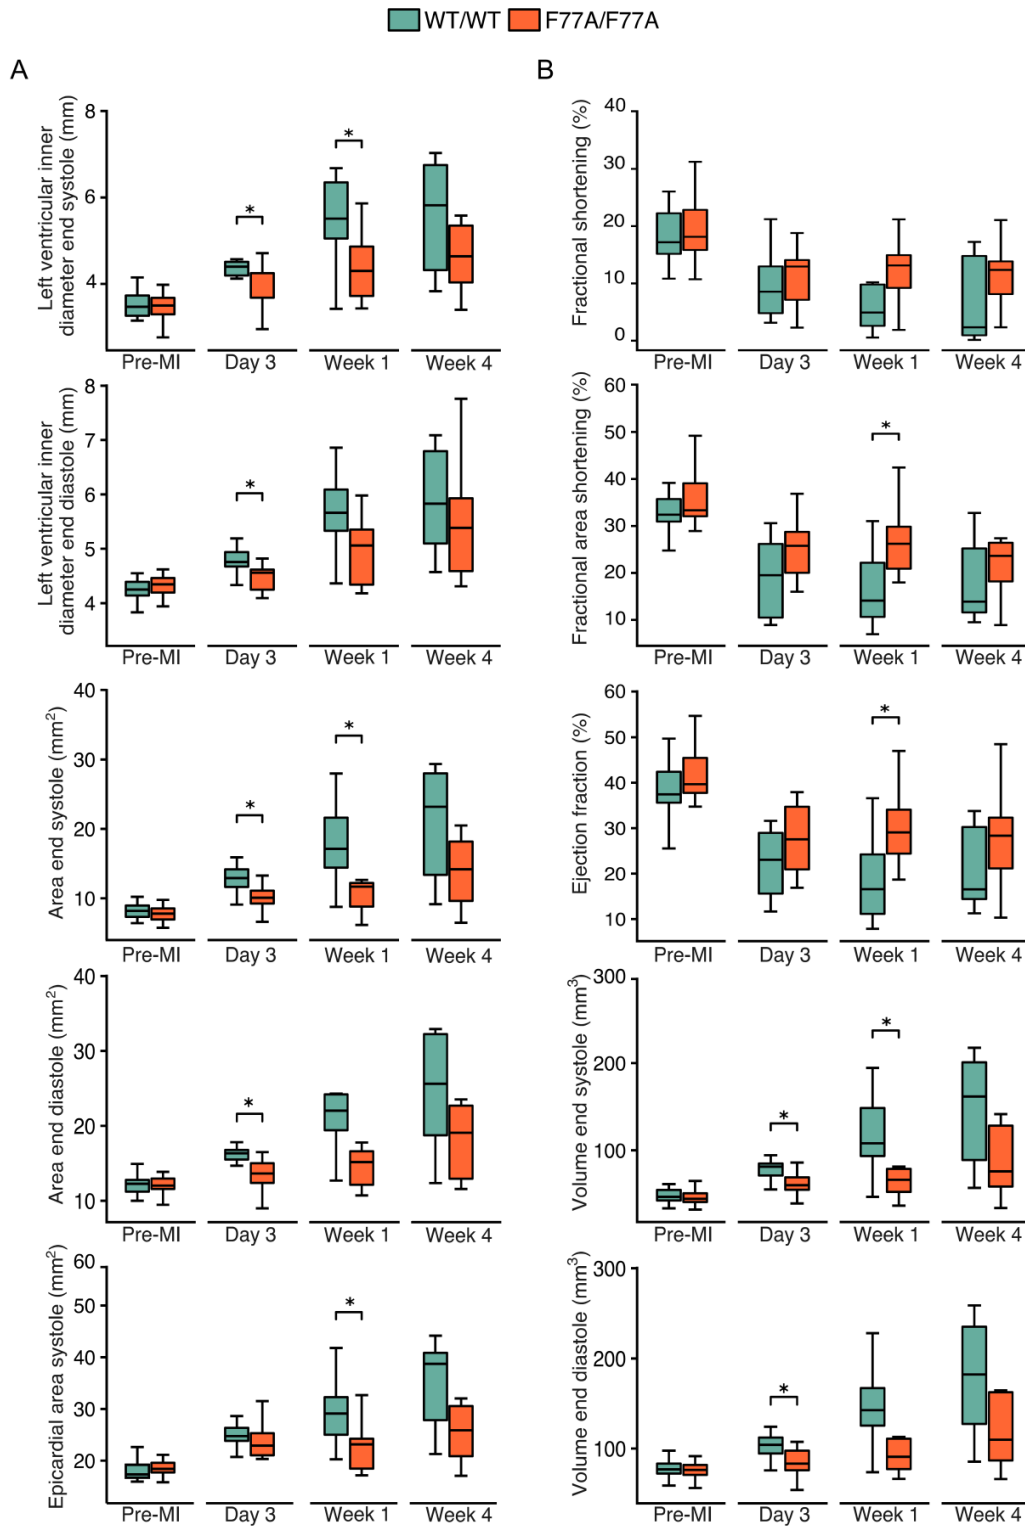 WT/WT F77A/F77A
A
Left ventricular inner
diameter end systole (mm)
8
6
4
*
*
Pre-MI Day 3 Week 1 Week 4
Left ventricular inner
diameter end diastole (mm)
8
7
6
5
4
*
Pre-MI Day 3 Week 1 Week 4
Area end systole (mm²)
40
30
20
10
*
*
Pre-MI Day 3 Week 1 Week 4
Area end diastole (mm²)
40
30
20
10
*
Pre-MI Day 3 Week 1 Week 4
Epicardial area systole (mm²)
60
50
40
30
20
*
Pre-MI Day 3 Week 1 Week 4
B
Fractional shortening (%)
40
30
20
10
0
Pre-MI Day 3 Week 1 Week 4
Fractional area shortening (%)
60
50
40
30
20
10
*
Pre-MI Day 3 Week 1 Week 4
Ejection fraction (%)
60
50
40
30
20
10
*
Pre-MI Day 3 Week 1 Week 4
Volume end systole (mm³)
300
200
100
*
*
Pre-MI Day 3 Week 1 Week 4
Volume end diastole (mm³)
300
200
100
*
Pre-MI Day 3 Week 1 Week 4